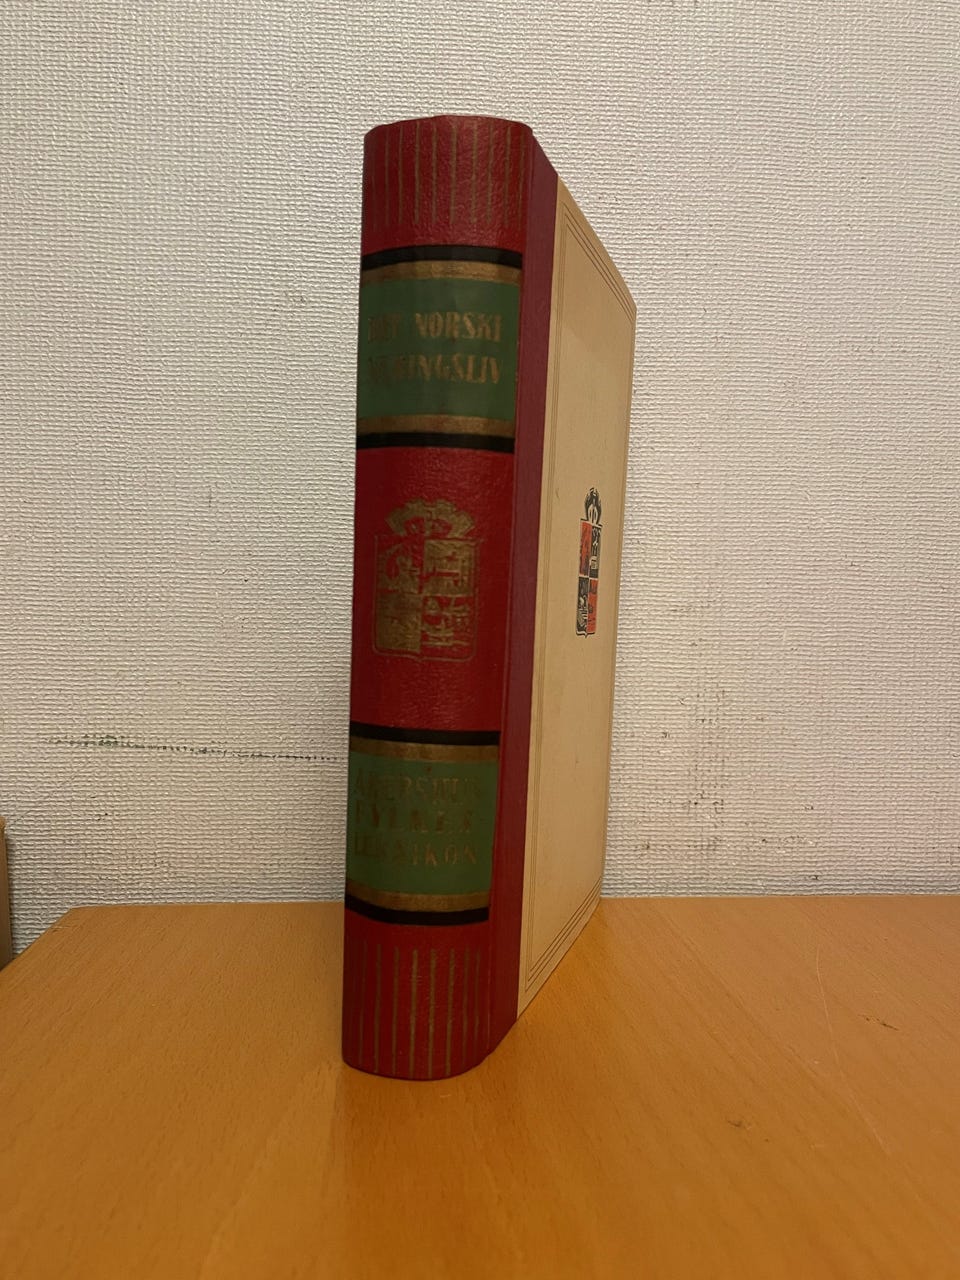 DET NORSKE
NÆRINGSLIV
AKERSHUS
FYLKES
LEKSIKON